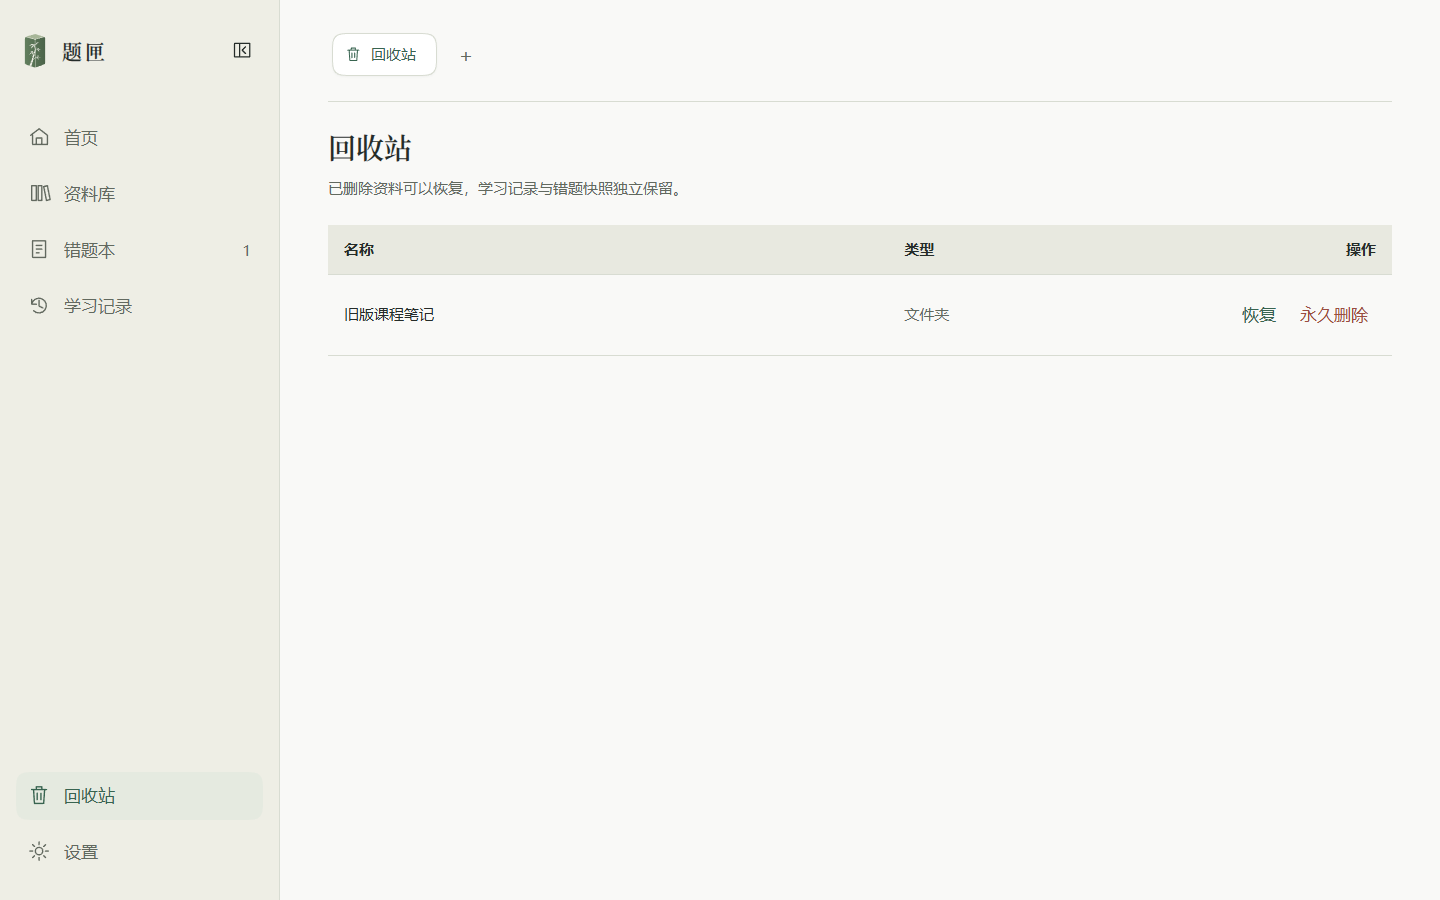 题匣
首页
资料库
错题本 1
学习记录
回收站
设置
回收站 +
回收站
已删除资料可以恢复，学习记录与错题快照独立保留。
名称 类型 操作
旧版课程笔记 文件夹 恢复 永久删除